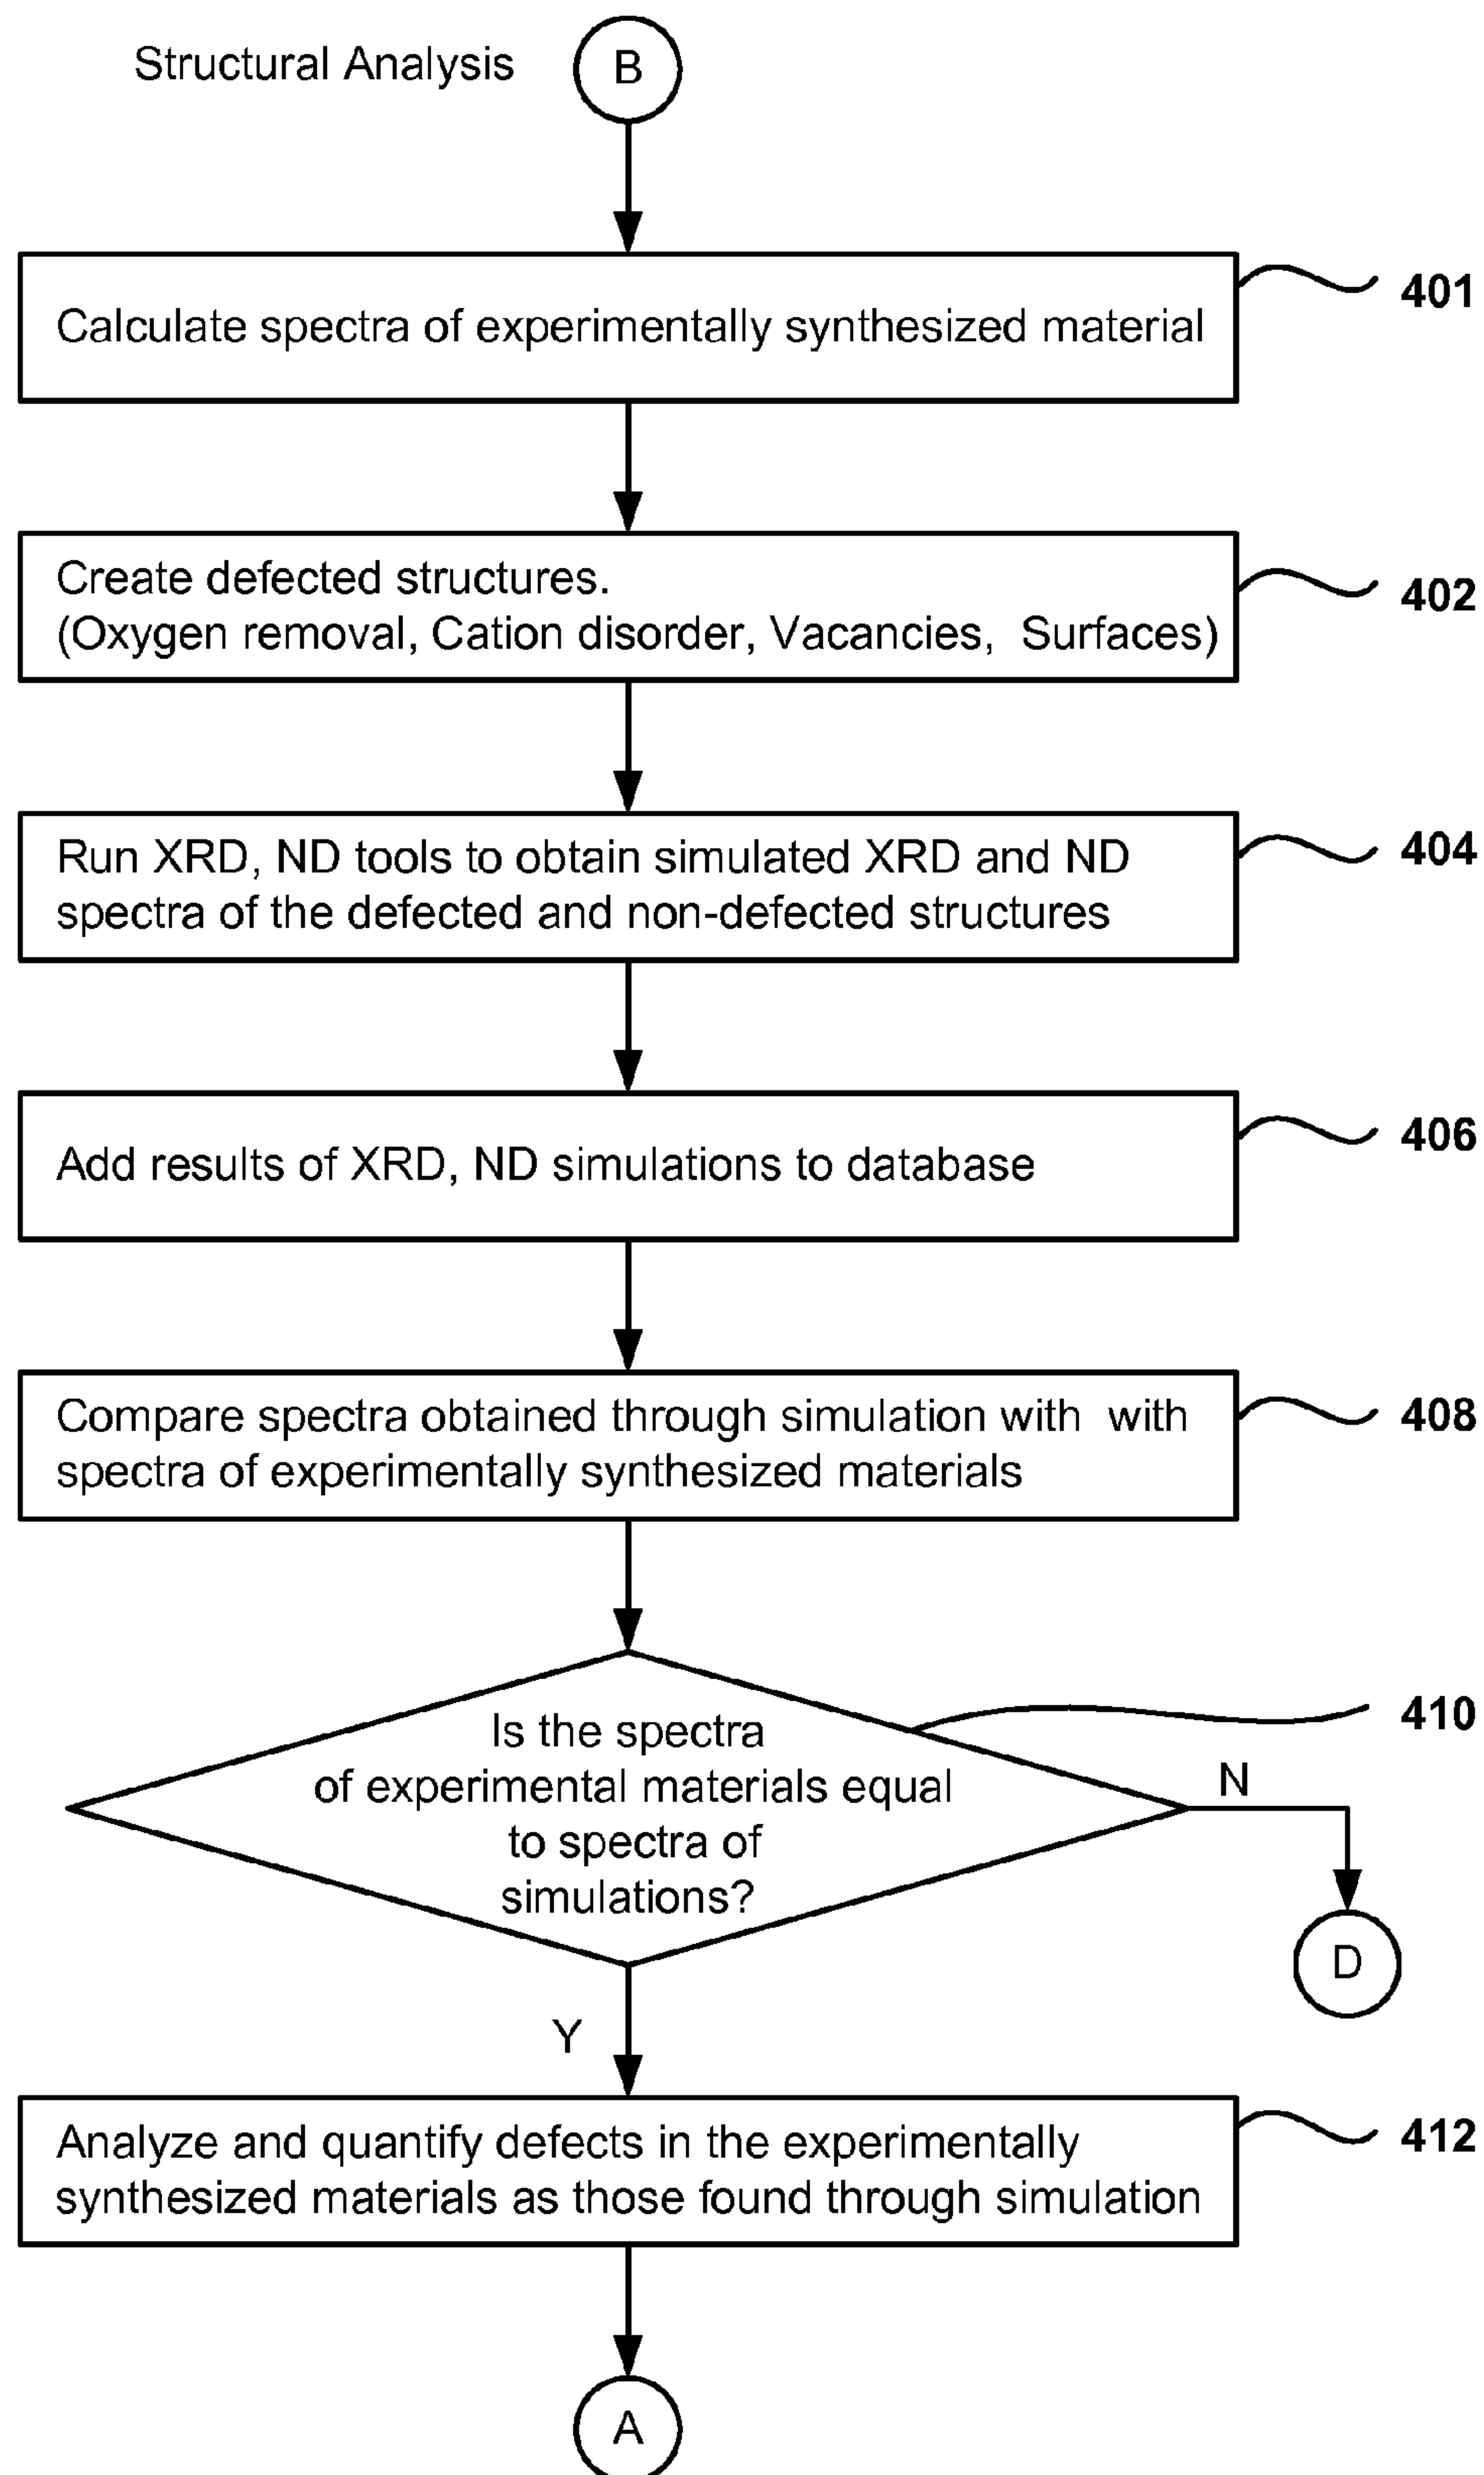 Structural Analysis
B
Calculate spectra of experimentally synthesized material
401
Create defected structures.
(Oxygen removal, Cation disorder, Vacancies, Surfaces)
402
Run XRD, ND tools to obtain simulated XRD and ND
spectra of the defected and non-defected structures
404
Add results of XRD, ND simulations to database
406
Compare spectra obtained through simulation with with
spectra of experimentally synthesized materials
408
Is the spectra
of experimental materials equal
to spectra of
simulations?
410
N
D
Y
Analyze and quantify defects in the experimentally
synthesized materials as those found through simulation
412
A